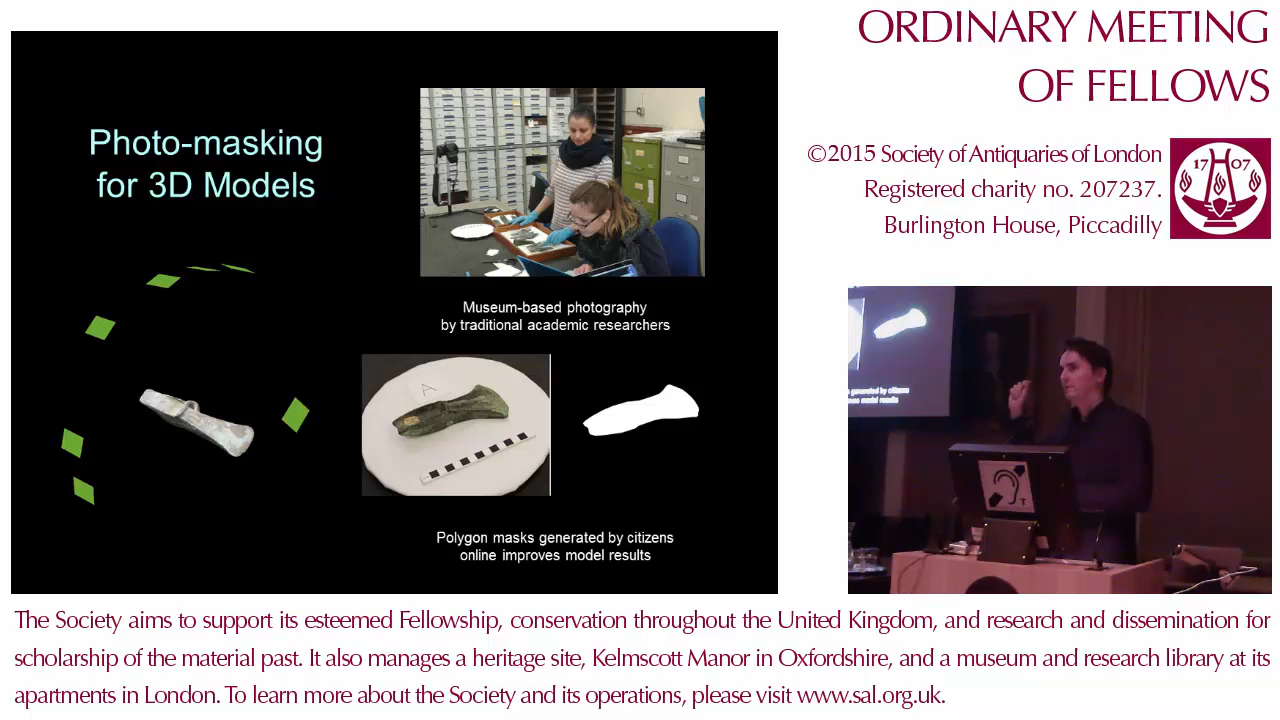 ORDINARY MEETING
OF FELLOWS
©2015 Society of Antiquaries of London
Registered charity no. 207237.
Burlington House, Piccadilly
17 07
Photo-masking
for 3D Models
Museum-based photography
by traditional academic researchers
A
Polygon masks generated by citizens
online improves model results
generated by citizens
model results
T
The Society aims to support its esteemed Fellowship, conservation throughout the United Kingdom, and research and dissemination for
scholarship of the material past. It also manages a heritage site, Kelmscott Manor in Oxfordshire, and a museum and research library at its
apartments in London. To learn more about the Society and its operations, please visit www.sal.org.uk.